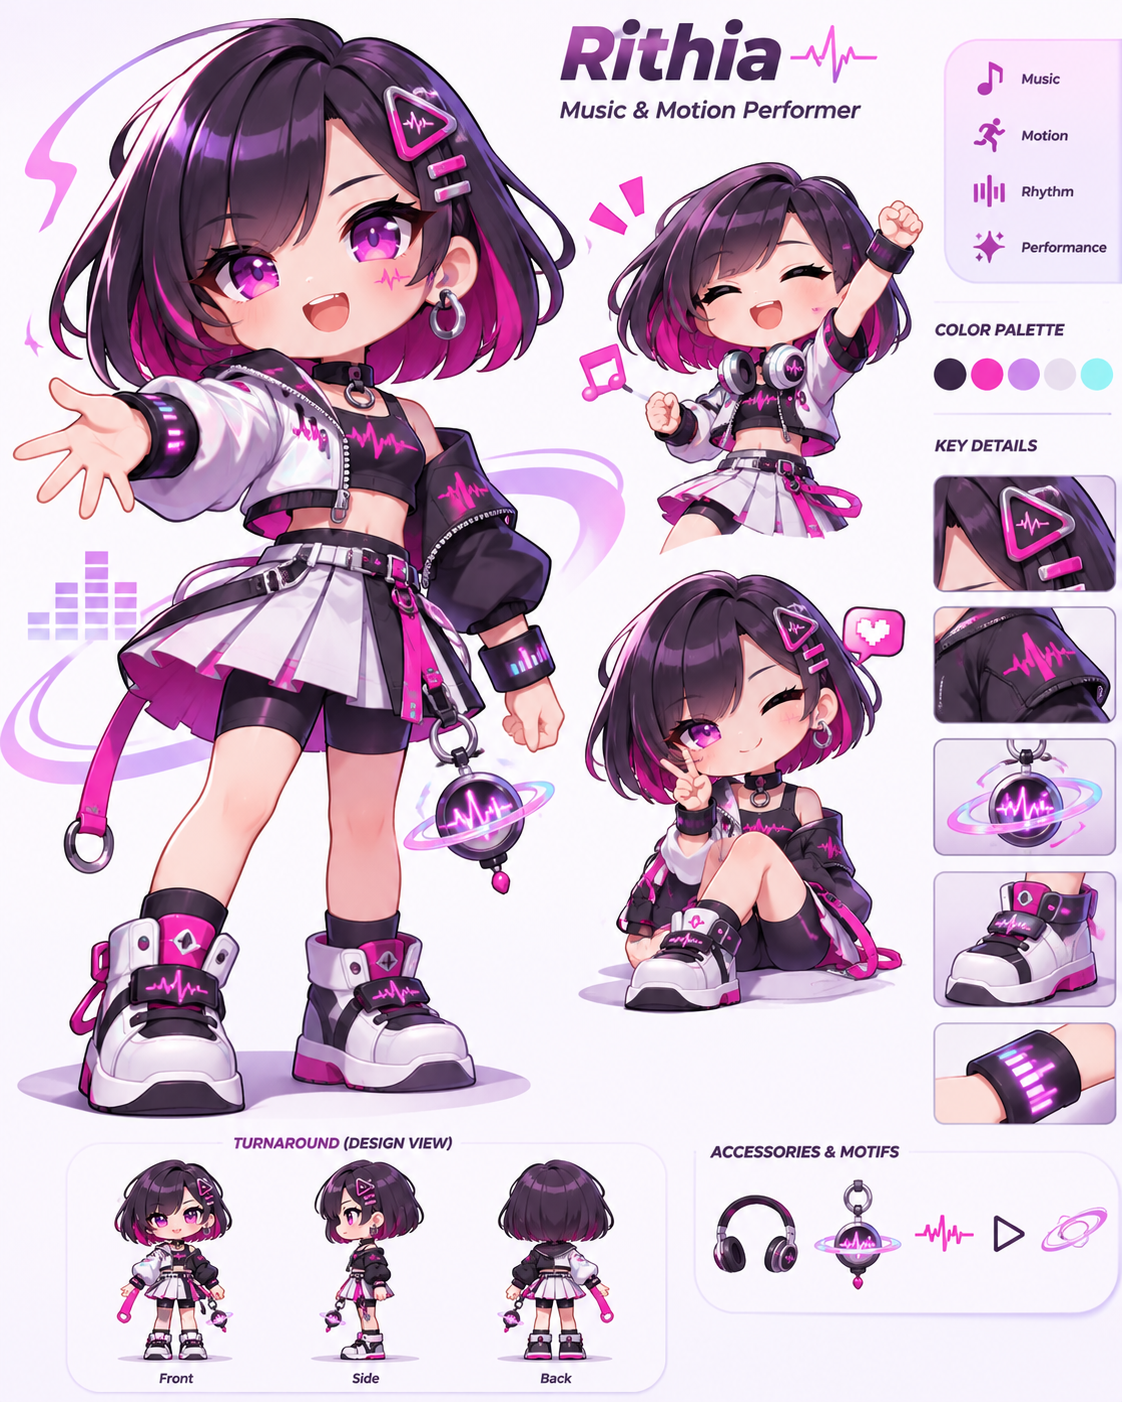 Rithia
Music & Motion Performer
Music
Motion
Rhythm
Performance
COLOR PALETTE
KEY DETAILS
TURNAROUND (DESIGN VIEW)
Front
Side
Back
ACCESSORIES & MOTIFS